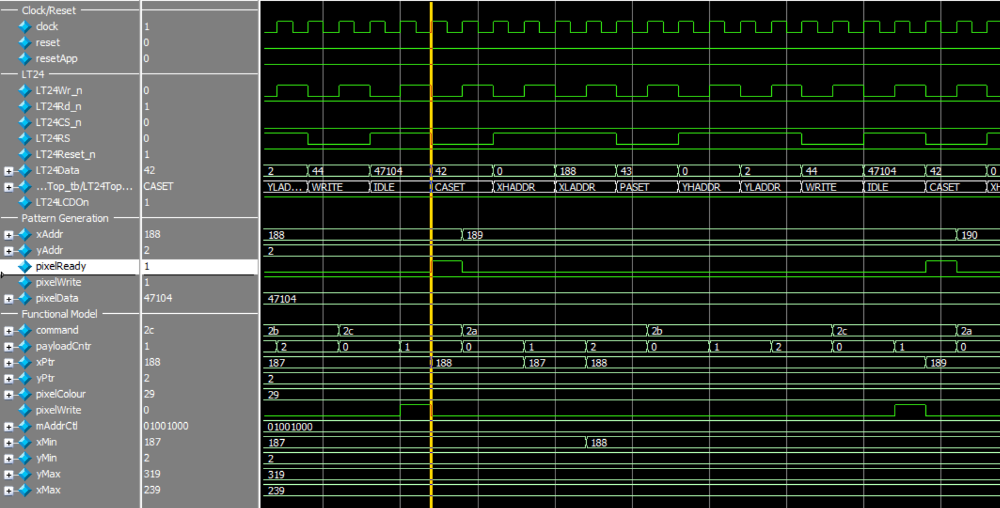 Clock/Reset
clock 1
reset 0
resetApp 0
LT24
LT24Wr_n 0
LT24Rd_n 1
LT24CS_n 0
LT24RS 0
LT24Reset_n 1
LT24Data 42 2 44 47104 42 0 188 43 0 2 44 47104 42 0
...Top_tb/LT24Top... CASET YLAD... WRITE IDLE CASET XHADDR XLADDR PASET YHADDR YLADDR WRITE IDLE CASET XH
LT24LCDOn 1
Pattern Generation
xAddr 188 188 189 190
yAddr 2 2
pixelReady 1
pixelWrite 1
pixelData 47104 47104
Functional Model
command 2c 2b 2c 2a 2b 2c 2a
payloadCntr 1 2 0 1 0 1 2 0 1 2 0 1 0
xPtr 188 187 188 187 188 189
yPtr 2 2
pixelColour 29 29
pixelWrite 0
mAddrCtl 01001000 01001000
xMin 187 187 188
yMin 2 2
yMax 319 319
xMax 239 239